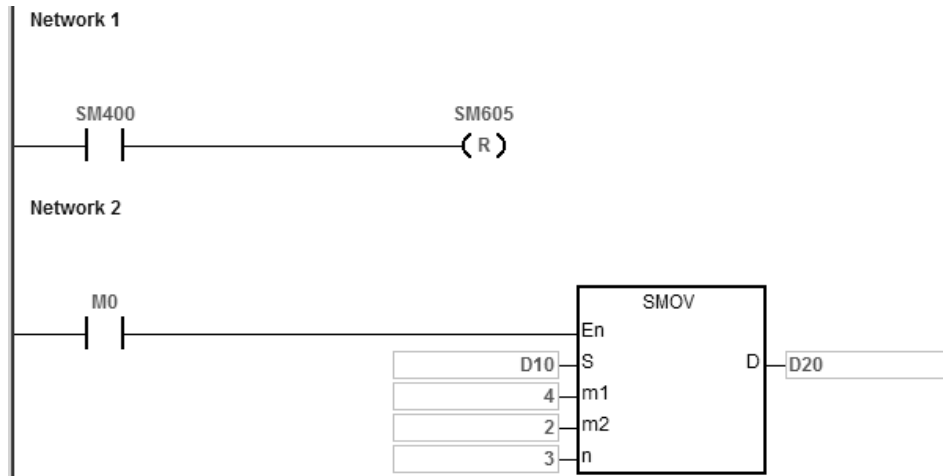 Network 1
SM400 SM605
R
Network 2
M0 SMOV
En
D10 S D D20
4 m1
2 m2
3 n